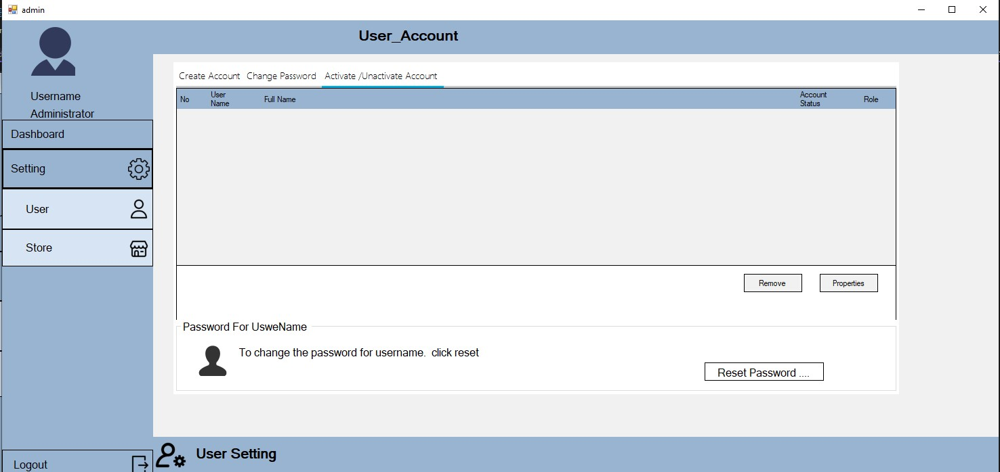 admin
User_Account
Username
Administrator
Dashboard
Setting
User
Store
Logout
Create Account Change Password Activate /Unactivate Account
No User Name Full Name Account Status Role
Remove Properties
Password For UsweName
To change the password for username. click reset
Reset Password ....
User Setting